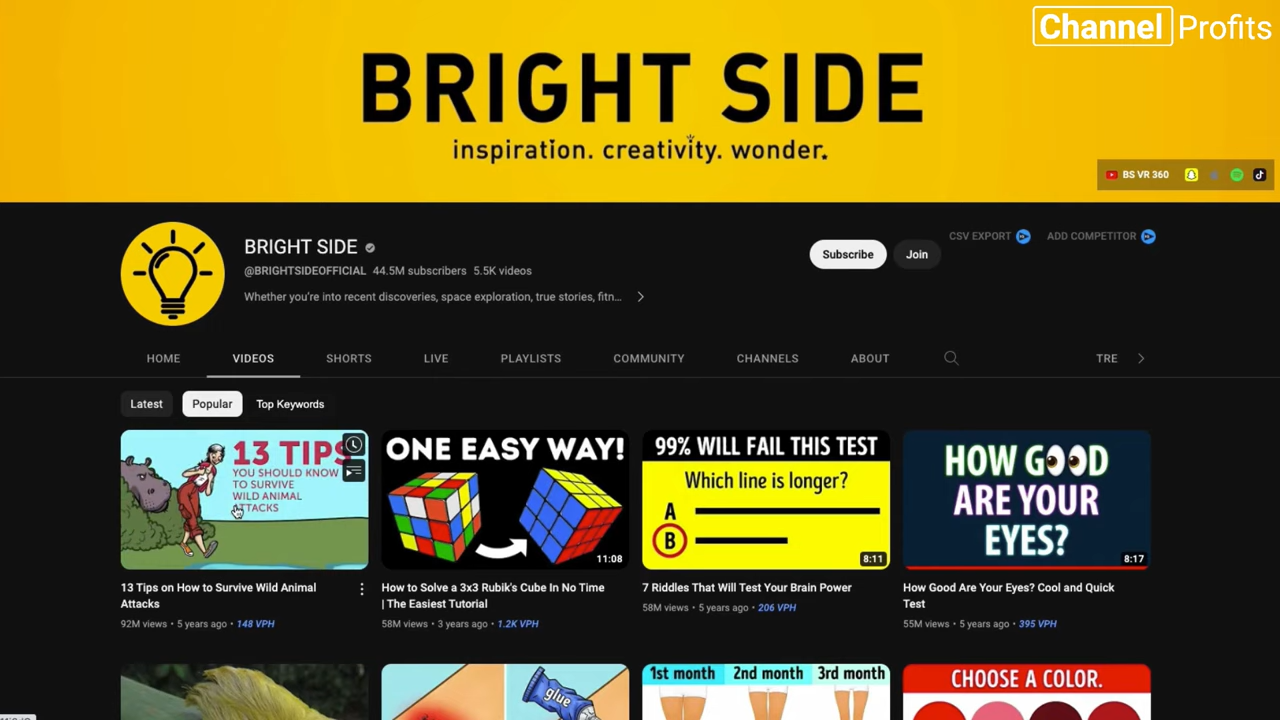 Channel Profits
BRIGHT SIDE
inspiration. creativity. wonder.
BS VR 360
BRIGHT SIDE
CSV EXPORT ADD COMPETITOR
@BRIGHTSIDEOFFICIAL 44.5M subscribers 5.5K videos
Subscribe Join
Whether you're into recent discoveries, space exploration, true stories, fitn...
HOME VIDEOS SHORTS LIVE PLAYLISTS COMMUNITY CHANNELS ABOUT TRE
Latest Popular Top Keywords
13 TIPS
YOU SHOULD KNOW
TO SURVIVE
WILD ANIMAL
ATTACKS
ONE EASY WAY!
11:08
99% WILL FAIL THIS TEST
Which line is longer?
A
B
8:11
HOW GOOD
ARE YOUR
EYES?
8:17
13 Tips on How to Survive Wild Animal
Attacks
92M views • 5 years ago • 148 VPH
How to Solve a 3x3 Rubik's Cube In No Time
| The Easiest Tutorial
58M views • 3 years ago • 1.2K VPH
7 Riddles That Will Test Your Brain Power
58M views • 5 years ago • 206 VPH
How Good Are Your Eyes? Cool and Quick
Test
55M views • 5 years ago • 395 VPH
glue
1st month 2nd month 3rd month
CHOOSE A COLOR.